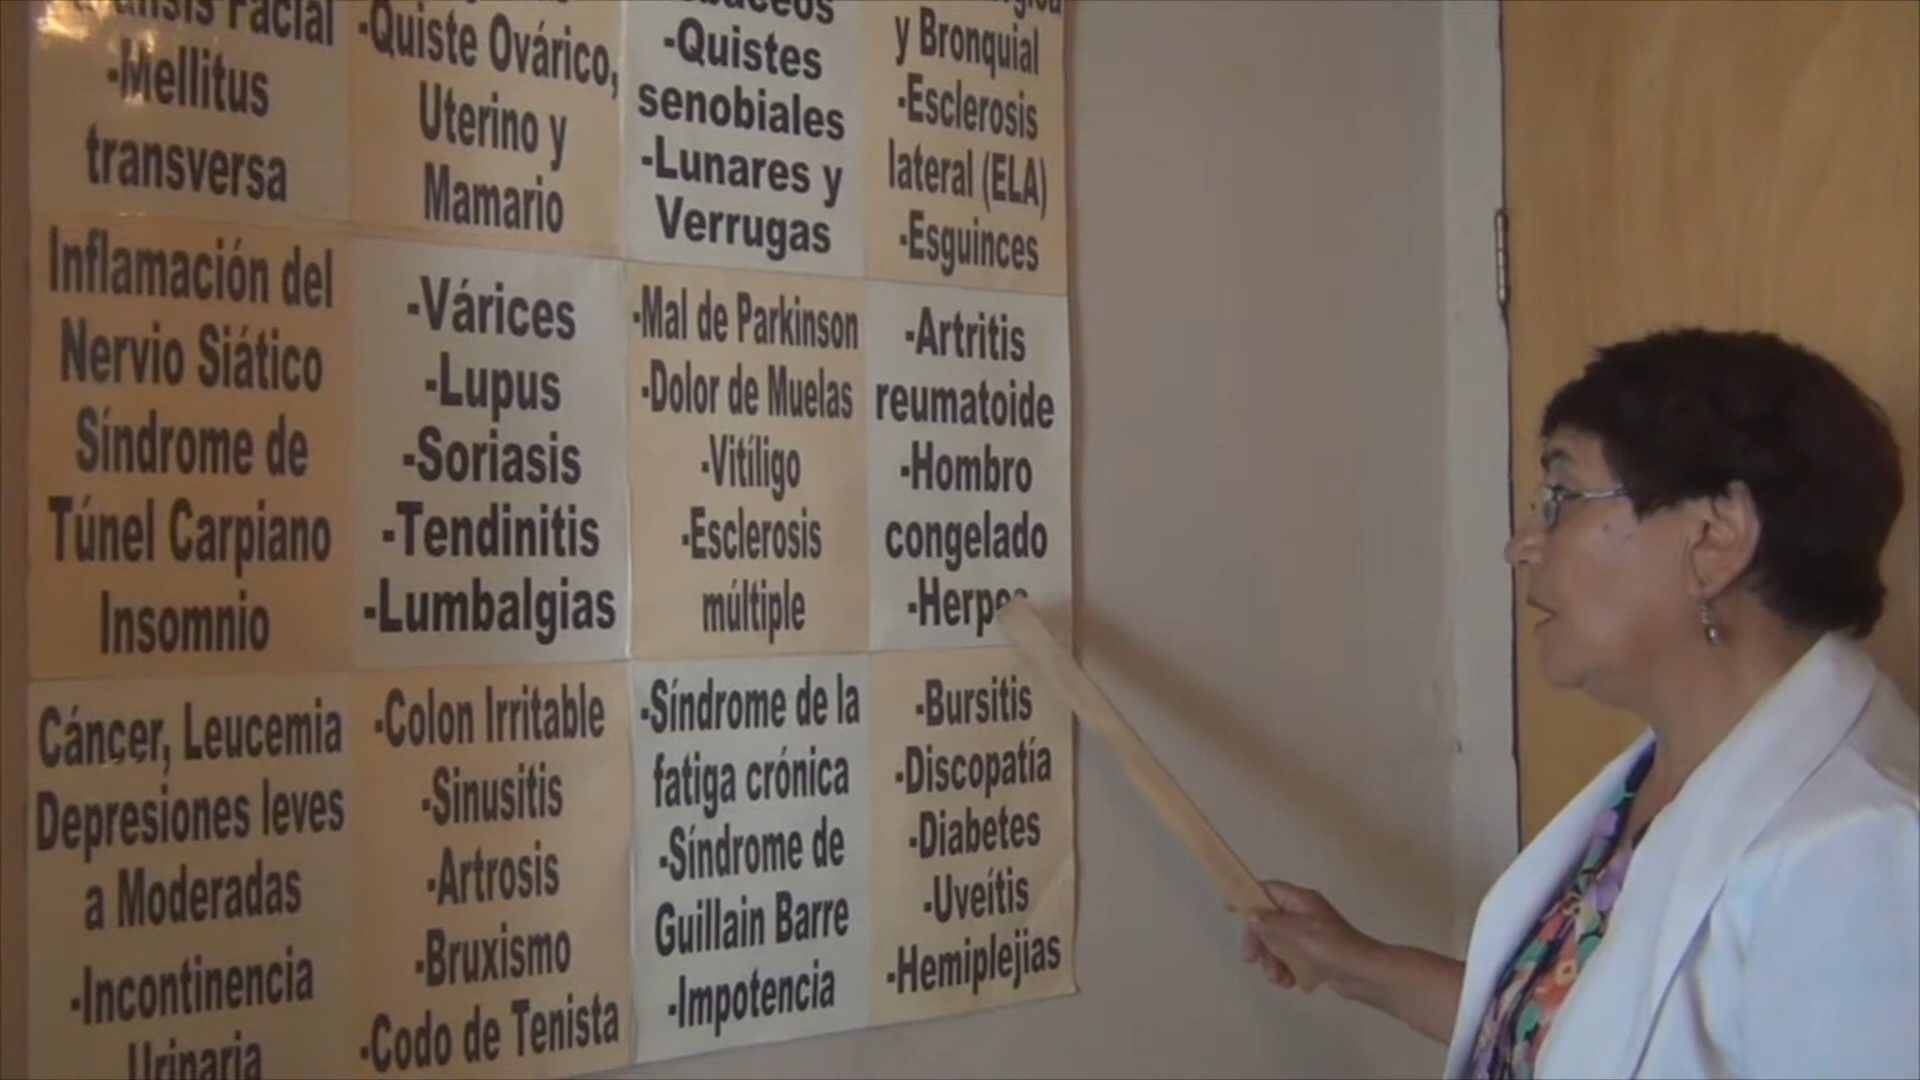 Facial
-Mellitus
transversa
-Quiste Ovárico,
Uterino y
Mamario
-Quistes
senobiales
-Lunares y
Verrugas
y Bronquial
-Esclerosis
lateral (ELA)
-Esguinces
Inflamación del
Nervio Siático
Síndrome de
Túnel Carpiano
Insomnio
-Várices
-Lupus
-Soriasis
-Tendinitis
-Lumbalgias
-Mal de Parkinson
-Dolor de Muelas
-Vitíligo
-Esclerosis
múltiple
-Artritis
reumatoide
-Hombro
congelado
-Herpes
Cáncer, Leucemia
Depresiones leves
a Moderadas
-Incontinencia
Urinaria
-Colon Irritable
-Sinusitis
-Artrosis
-Bruxismo
-Codo de Tenista
-Síndrome de la
fatiga crónica
-Síndrome de
Guillain Barre
-Impotencia
-Bursitis
-Discopatía
-Diabetes
-Uveítis
-Hemiplejias